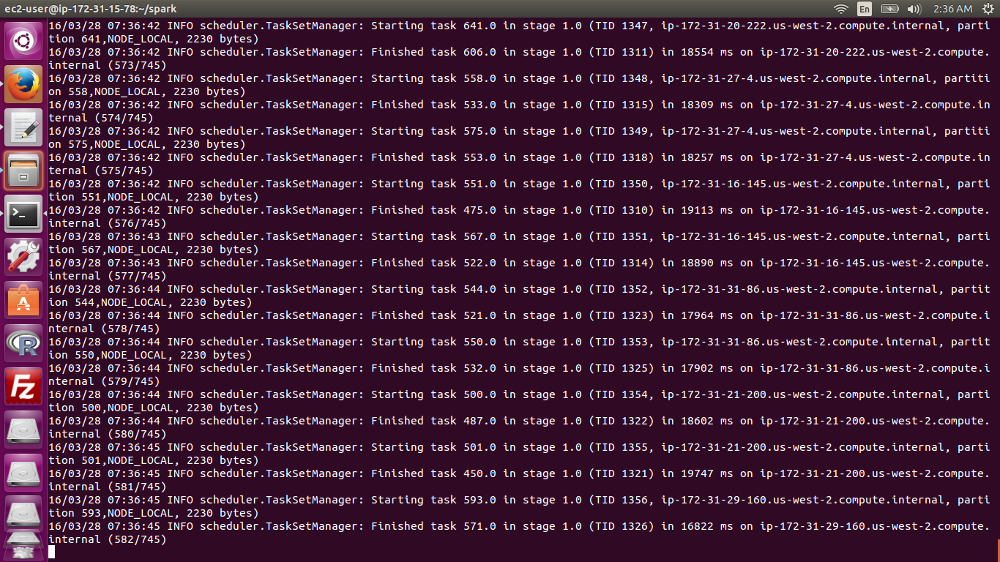 ec2-user@ip-172-31-15-78:~/spark
En
2:36 AM
16/03/28 07:36:42 INFO scheduler.TaskSetManager: Starting task 641.0 in stage 1.0 (TID 1347, ip-172-31-20-222.us-west-2.compute.internal, parti
tion 641,NODE_LOCAL, 2230 bytes)
16/03/28 07:36:42 INFO scheduler.TaskSetManager: Finished task 606.0 in stage 1.0 (TID 1311) in 18554 ms on ip-172-31-20-222.us-west-2.compute.
internal (573/745)
16/03/28 07:36:42 INFO scheduler.TaskSetManager: Starting task 558.0 in stage 1.0 (TID 1348, ip-172-31-27-4.us-west-2.compute.internal, partiti
on 558,NODE_LOCAL, 2230 bytes)
16/03/28 07:36:42 INFO scheduler.TaskSetManager: Finished task 533.0 in stage 1.0 (TID 1315) in 18309 ms on ip-172-31-27-4.us-west-2.compute.in
ternal (574/745)
16/03/28 07:36:42 INFO scheduler.TaskSetManager: Starting task 575.0 in stage 1.0 (TID 1349, ip-172-31-27-4.us-west-2.compute.internal, partiti
on 575,NODE_LOCAL, 2230 bytes)
16/03/28 07:36:42 INFO scheduler.TaskSetManager: Finished task 553.0 in stage 1.0 (TID 1318) in 18257 ms on ip-172-31-27-4.us-west-2.compute.in
ternal (575/745)
16/03/28 07:36:42 INFO scheduler.TaskSetManager: Starting task 551.0 in stage 1.0 (TID 1350, ip-172-31-16-145.us-west-2.compute.internal, parti
tion 551,NODE_LOCAL, 2230 bytes)
16/03/28 07:36:42 INFO scheduler.TaskSetManager: Finished task 475.0 in stage 1.0 (TID 1310) in 19113 ms on ip-172-31-16-145.us-west-2.compute.
internal (576/745)
16/03/28 07:36:43 INFO scheduler.TaskSetManager: Starting task 567.0 in stage 1.0 (TID 1351, ip-172-31-16-145.us-west-2.compute.internal, parti
tion 567,NODE_LOCAL, 2230 bytes)
16/03/28 07:36:43 INFO scheduler.TaskSetManager: Finished task 522.0 in stage 1.0 (TID 1314) in 18890 ms on ip-172-31-16-145.us-west-2.compute.
internal (577/745)
16/03/28 07:36:44 INFO scheduler.TaskSetManager: Starting task 544.0 in stage 1.0 (TID 1352, ip-172-31-31-86.us-west-2.compute.internal, partit
ion 544,NODE_LOCAL, 2230 bytes)
16/03/28 07:36:44 INFO scheduler.TaskSetManager: Finished task 521.0 in stage 1.0 (TID 1323) in 17964 ms on ip-172-31-31-86.us-west-2.compute.i
nternal (578/745)
16/03/28 07:36:44 INFO scheduler.TaskSetManager: Starting task 550.0 in stage 1.0 (TID 1353, ip-172-31-31-86.us-west-2.compute.internal, partit
ion 550,NODE_LOCAL, 2230 bytes)
16/03/28 07:36:44 INFO scheduler.TaskSetManager: Finished task 532.0 in stage 1.0 (TID 1325) in 17902 ms on ip-172-31-31-86.us-west-2.compute.i
nternal (579/745)
16/03/28 07:36:44 INFO scheduler.TaskSetManager: Starting task 500.0 in stage 1.0 (TID 1354, ip-172-31-21-200.us-west-2.compute.internal, parti
tion 500,NODE_LOCAL, 2230 bytes)
16/03/28 07:36:44 INFO scheduler.TaskSetManager: Finished task 487.0 in stage 1.0 (TID 1322) in 18602 ms on ip-172-31-21-200.us-west-2.compute.
internal (580/745)
16/03/28 07:36:45 INFO scheduler.TaskSetManager: Starting task 501.0 in stage 1.0 (TID 1355, ip-172-31-21-200.us-west-2.compute.internal, parti
tion 501,NODE_LOCAL, 2230 bytes)
16/03/28 07:36:45 INFO scheduler.TaskSetManager: Finished task 450.0 in stage 1.0 (TID 1321) in 19747 ms on ip-172-31-21-200.us-west-2.compute.
internal (581/745)
16/03/28 07:36:45 INFO scheduler.TaskSetManager: Starting task 593.0 in stage 1.0 (TID 1356, ip-172-31-29-160.us-west-2.compute.internal, parti
tion 593,NODE_LOCAL, 2230 bytes)
16/03/28 07:36:45 INFO scheduler.TaskSetManager: Finished task 571.0 in stage 1.0 (TID 1326) in 16822 ms on ip-172-31-29-160.us-west-2.compute.
internal (582/745)